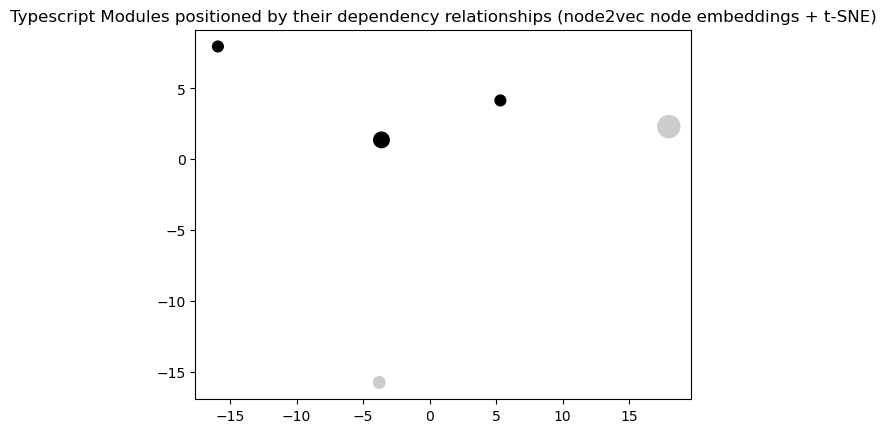 Typescript Modules positioned by their dependency relationships (node2vec node embeddings + t-SNE)
5
0
−5
−10
−15
−15 −10 −5 0 5 10 15